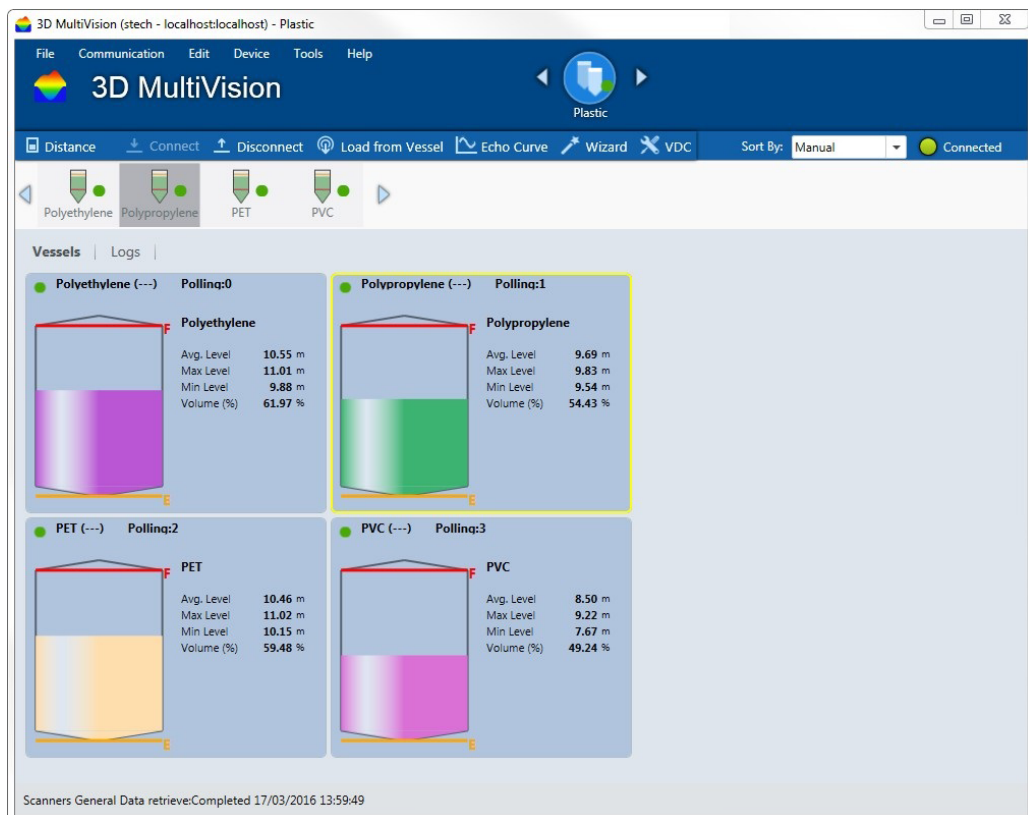 3D MultiVision (stech - localhost:localhost) - Plastic
File Communication Edit Device Tools Help
3D MultiVision
Plastic
Distance Connect Disconnect Load from Vessel Echo Curve Wizard VDC Sort By: Manual Connected
Polyethylene Polypropylene PET PVC
Vessels | Logs |
Polyethylene (---) Polling:0
F
Polyethylene
Avg. Level 10.55 m
Max Level 11.01 m
Min Level 9.88 m
Volume (%) 61.97 %
E
Polypropylene (---) Polling:1
F
Polypropylene
Avg. Level 9.69 m
Max Level 9.83 m
Min Level 9.54 m
Volume (%) 54.43 %
E
PET (---) Polling:2
F
PET
Avg. Level 10.46 m
Max Level 11.02 m
Min Level 10.15 m
Volume (%) 59.48 %
E
PVC (---) Polling:3
F
PVC
Avg. Level 8.50 m
Max Level 9.22 m
Min Level 7.67 m
Volume (%) 49.24 %
E
Scanners General Data retrieve:Completed 17/03/2016 13:59:49